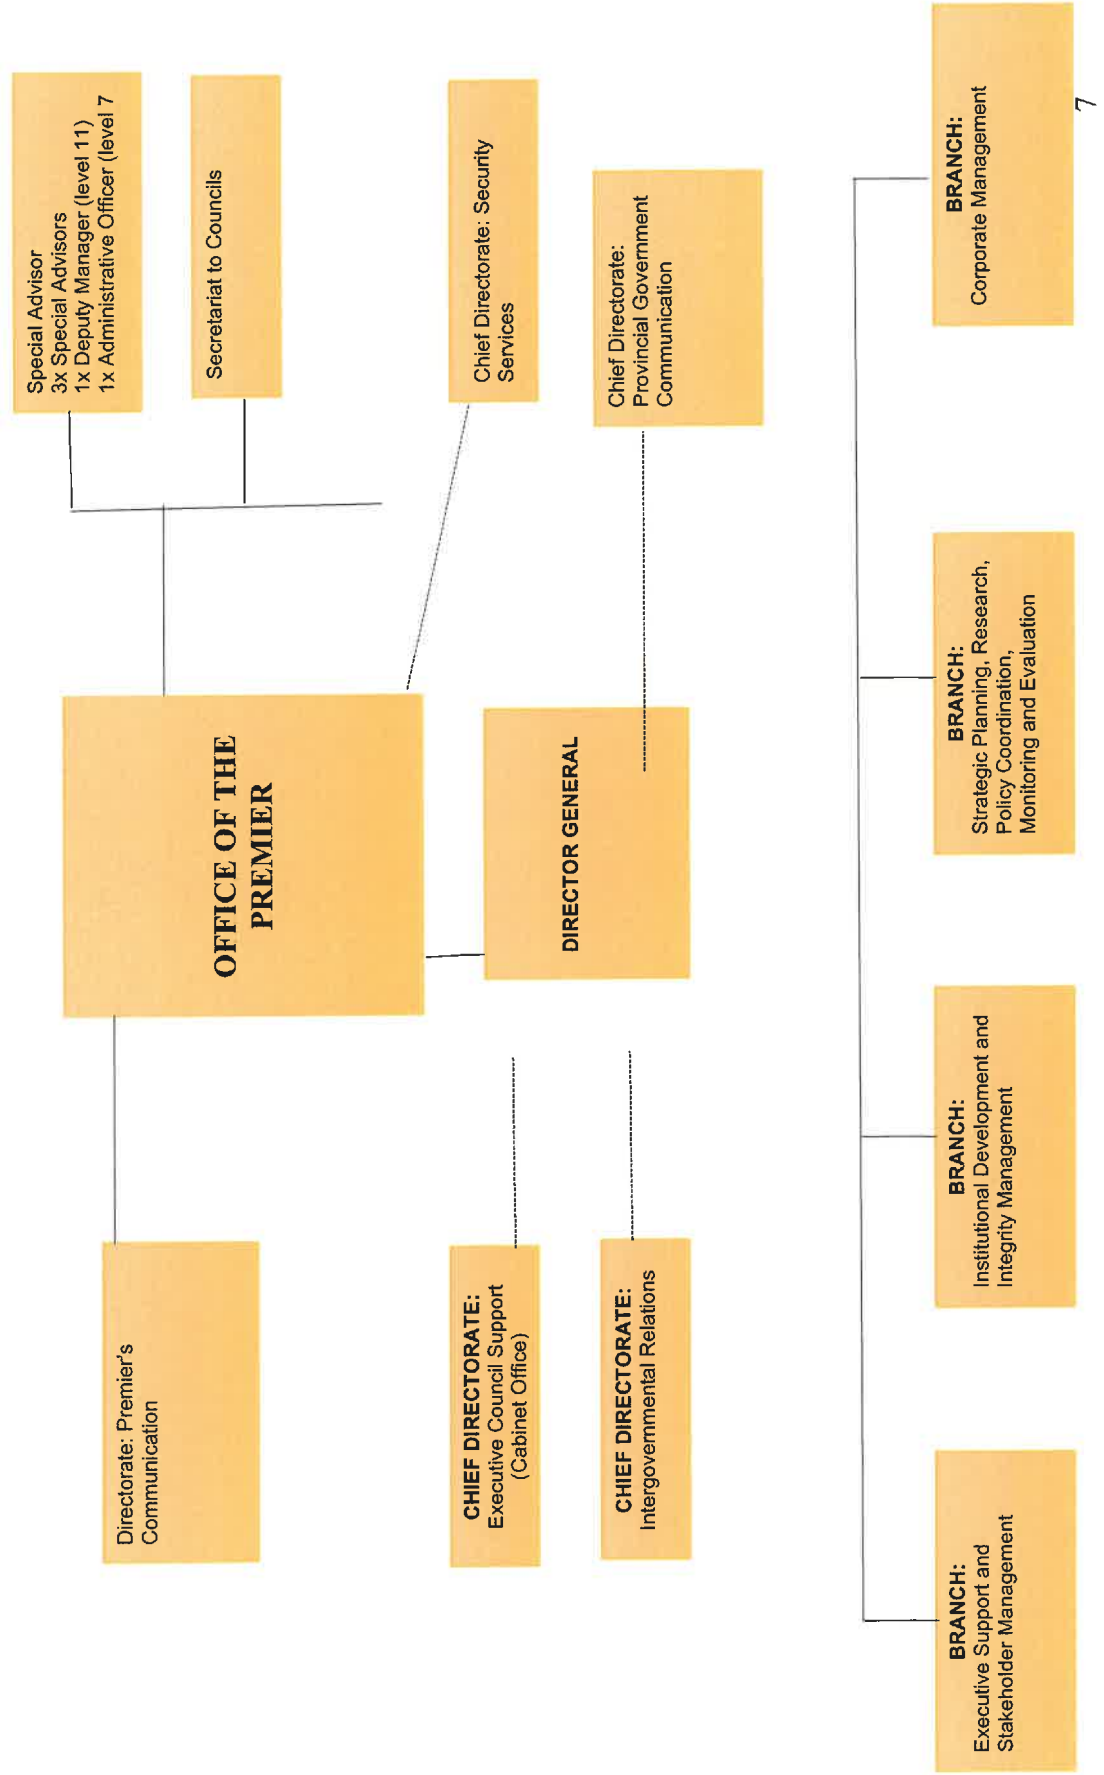 Special Advisor
3x Special Advisors
1x Deputy Manager (level 11)
1x Administrative Officer (level 7
Secretariat to Councils
Directorate: Premier's
Communication
OFFICE OF THE
PREMIER
Chief Directorate: Security
Services
CHIEF DIRECTORATE:
Executive Council Support
(Cabinet Office)
DIRECTOR GENERAL
Chief Directorate:
Provincial Government
Communication
CHIEF DIRECTORATE:
Intergovernmental Relations
BRANCH:
Executive Support and
Stakeholder Management
BRANCH:
Institutional Development and
Integrity Management
BRANCH:
Strategic Planning, Research,
Policy Coordination,
Monitoring and Evaluation
BRANCH:
Corporate Management
7